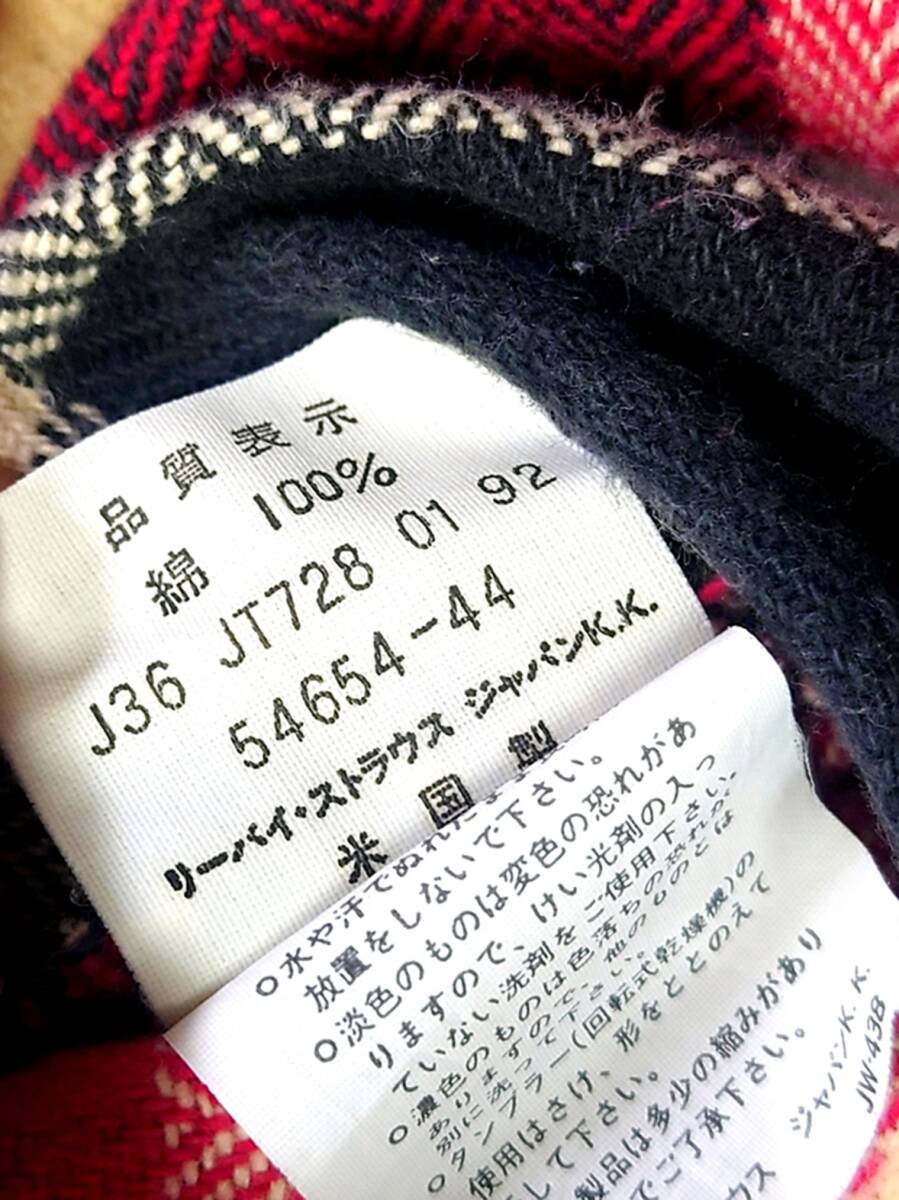 品質表示
綿 100%
J36 JT728 01 92
54654-44
リーバイ・ストラウス ジャパンK.K.
米国製
○水や汗でぬれた
放置をしないで下さい。
○淡色のものは変色の恐れがあ
りますので、けい光剤の入っ
ていない洗剤をご使用下さい。
○濃色のものは色落ちの恐れが
ありますので、他のものとは
別に洗って下さい。
○タンブラー(回転式乾燥機)の
使用はさけ、形をととのえて
して下さい。
製品は多少の縮みがあり
でご了承下さい。
ウス ジャパンK.K.
JW-438